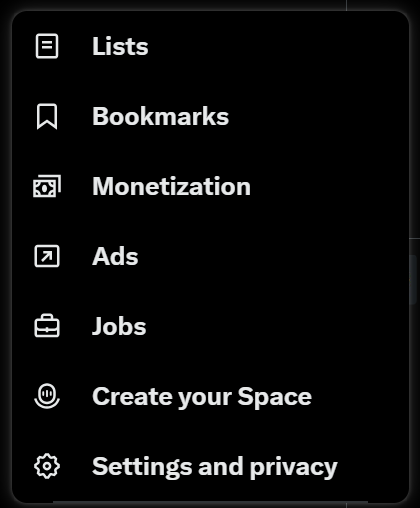 Lists
Bookmarks
Monetization
Ads
Jobs
Create your Space
Settings and privacy